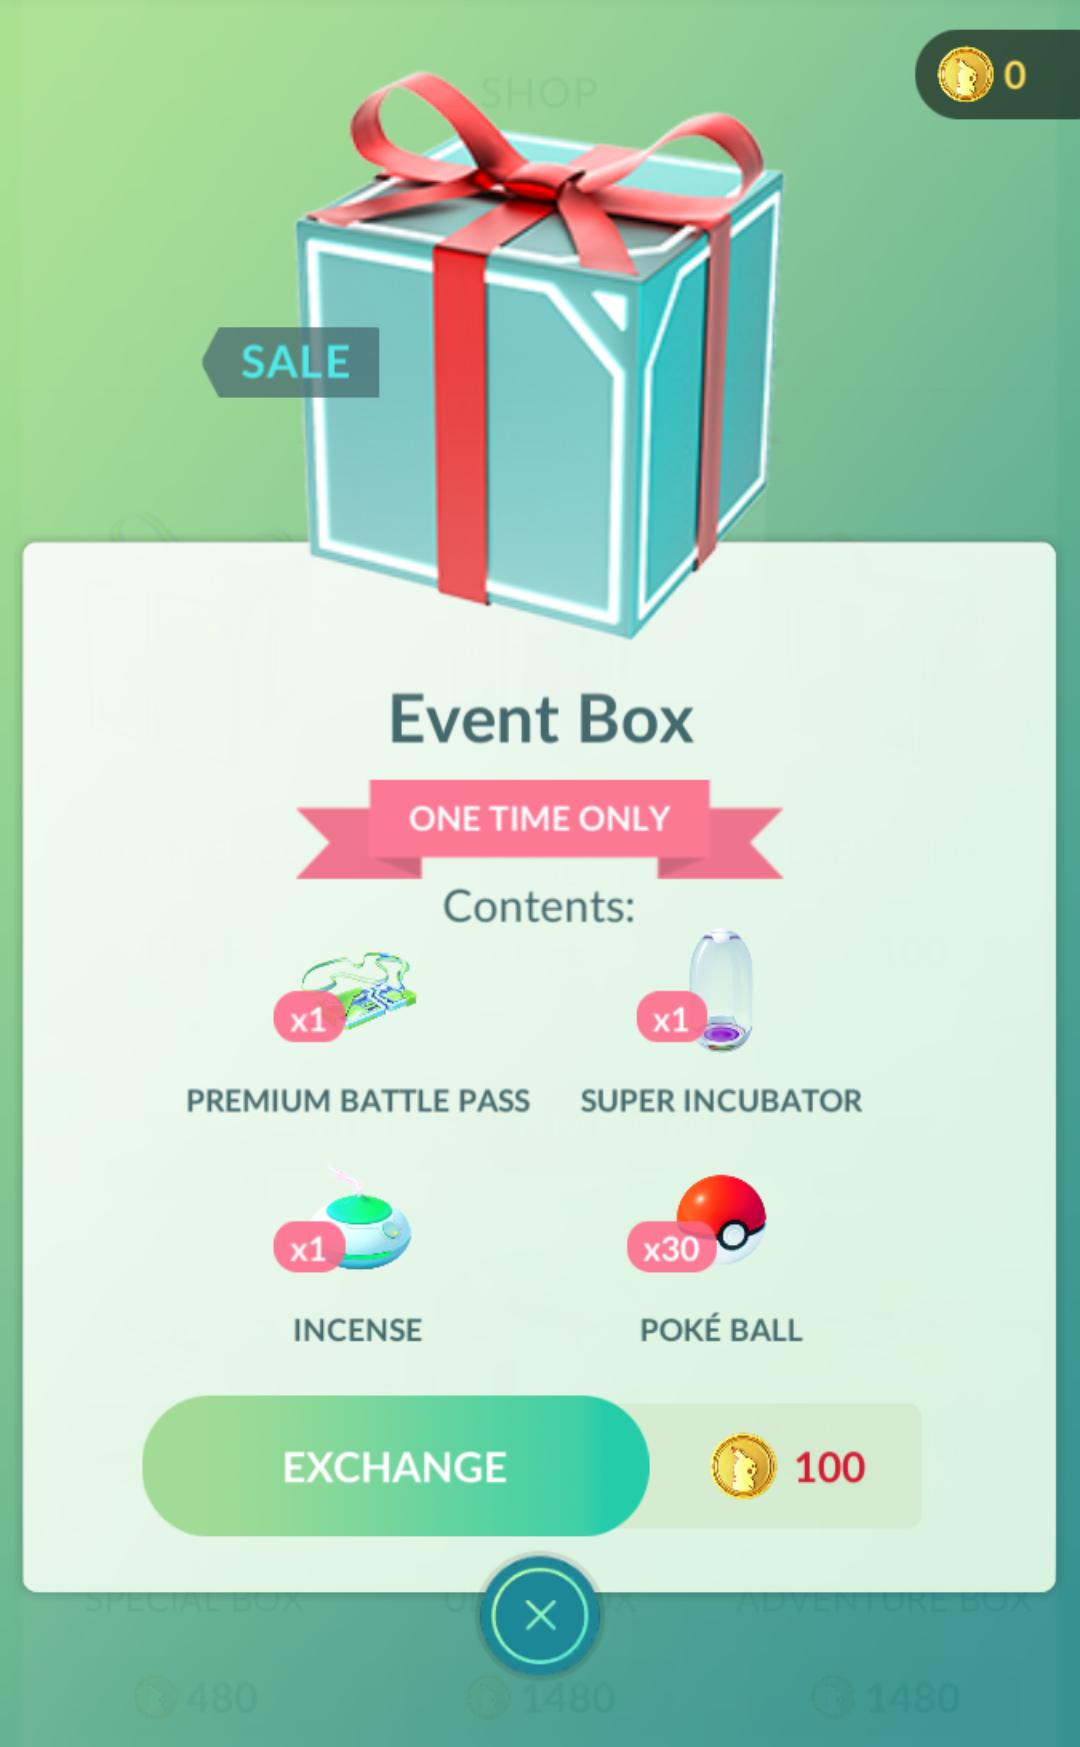 SHOP
0
SALE
Event Box
ONE TIME ONLY
Contents:
x1
x1
PREMIUM BATTLE PASS
SUPER INCUBATOR
x1
x30
INCENSE
POKÉ BALL
EXCHANGE
100
SPECIAL BOX
ADVENTURE BOX
480
1480
1480